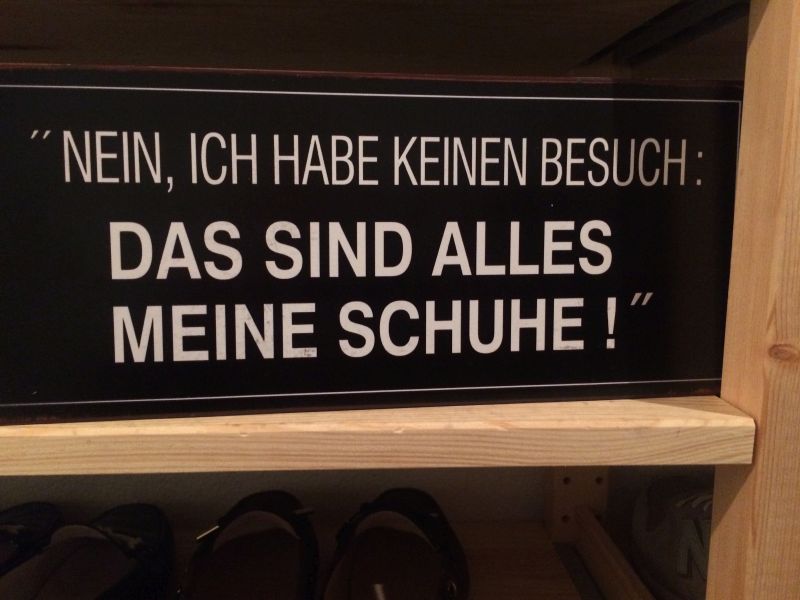 "NEIN, ICH HABE KEINEN BESUCH:
DAS SIND ALLES
MEINE SCHUHE!"
N